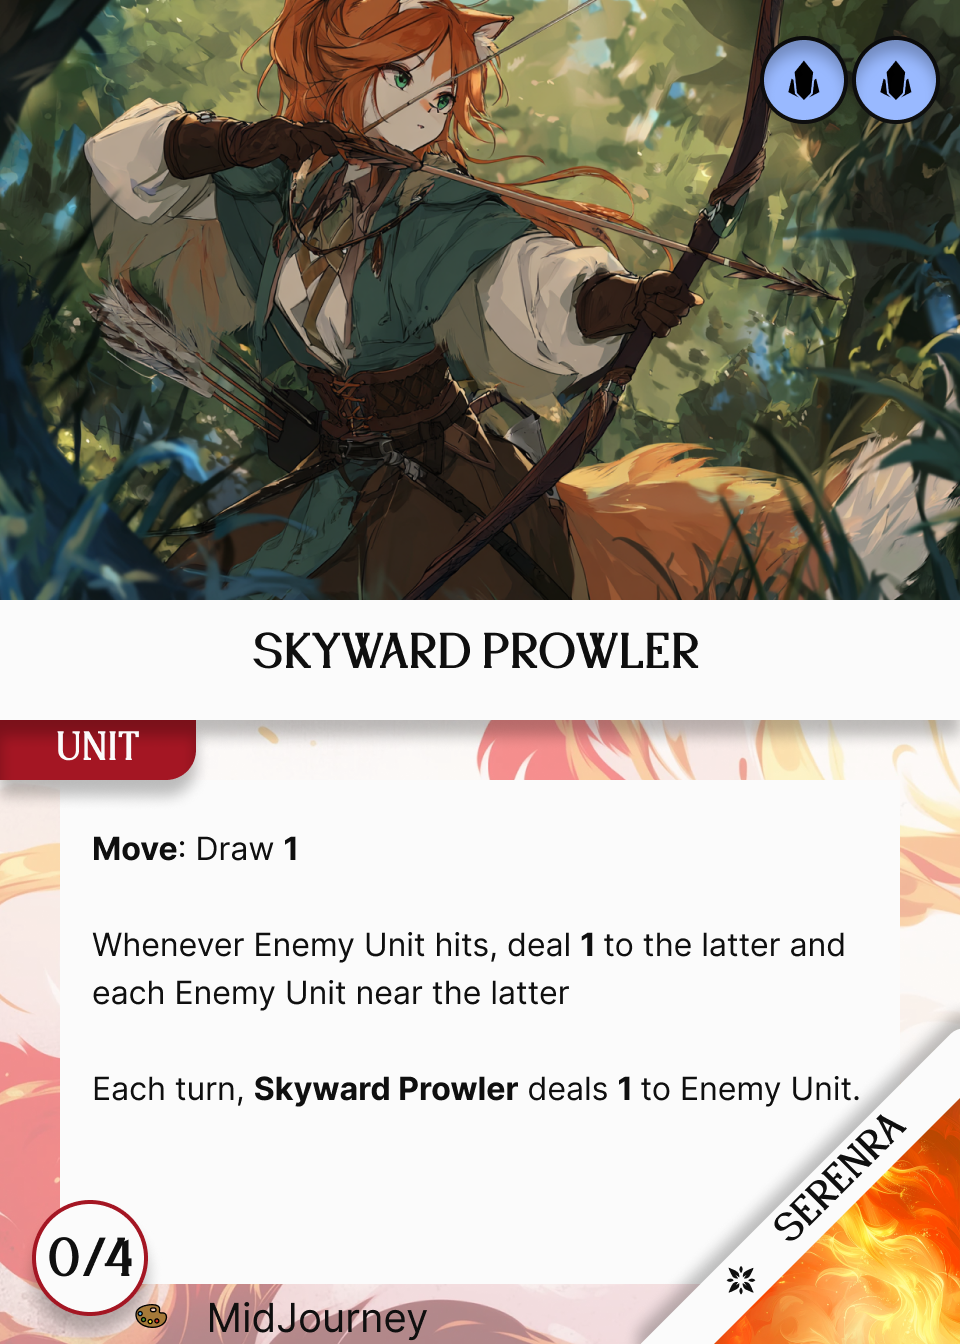 SKYWARD PROWLER
UNIT
Move: Draw 1
Whenever Enemy Unit hits, deal 1 to the latter and
each Enemy Unit near the latter
Each turn, Skyward Prowler deals 1 to Enemy Unit.
SERENRA
0/4
MidJourney